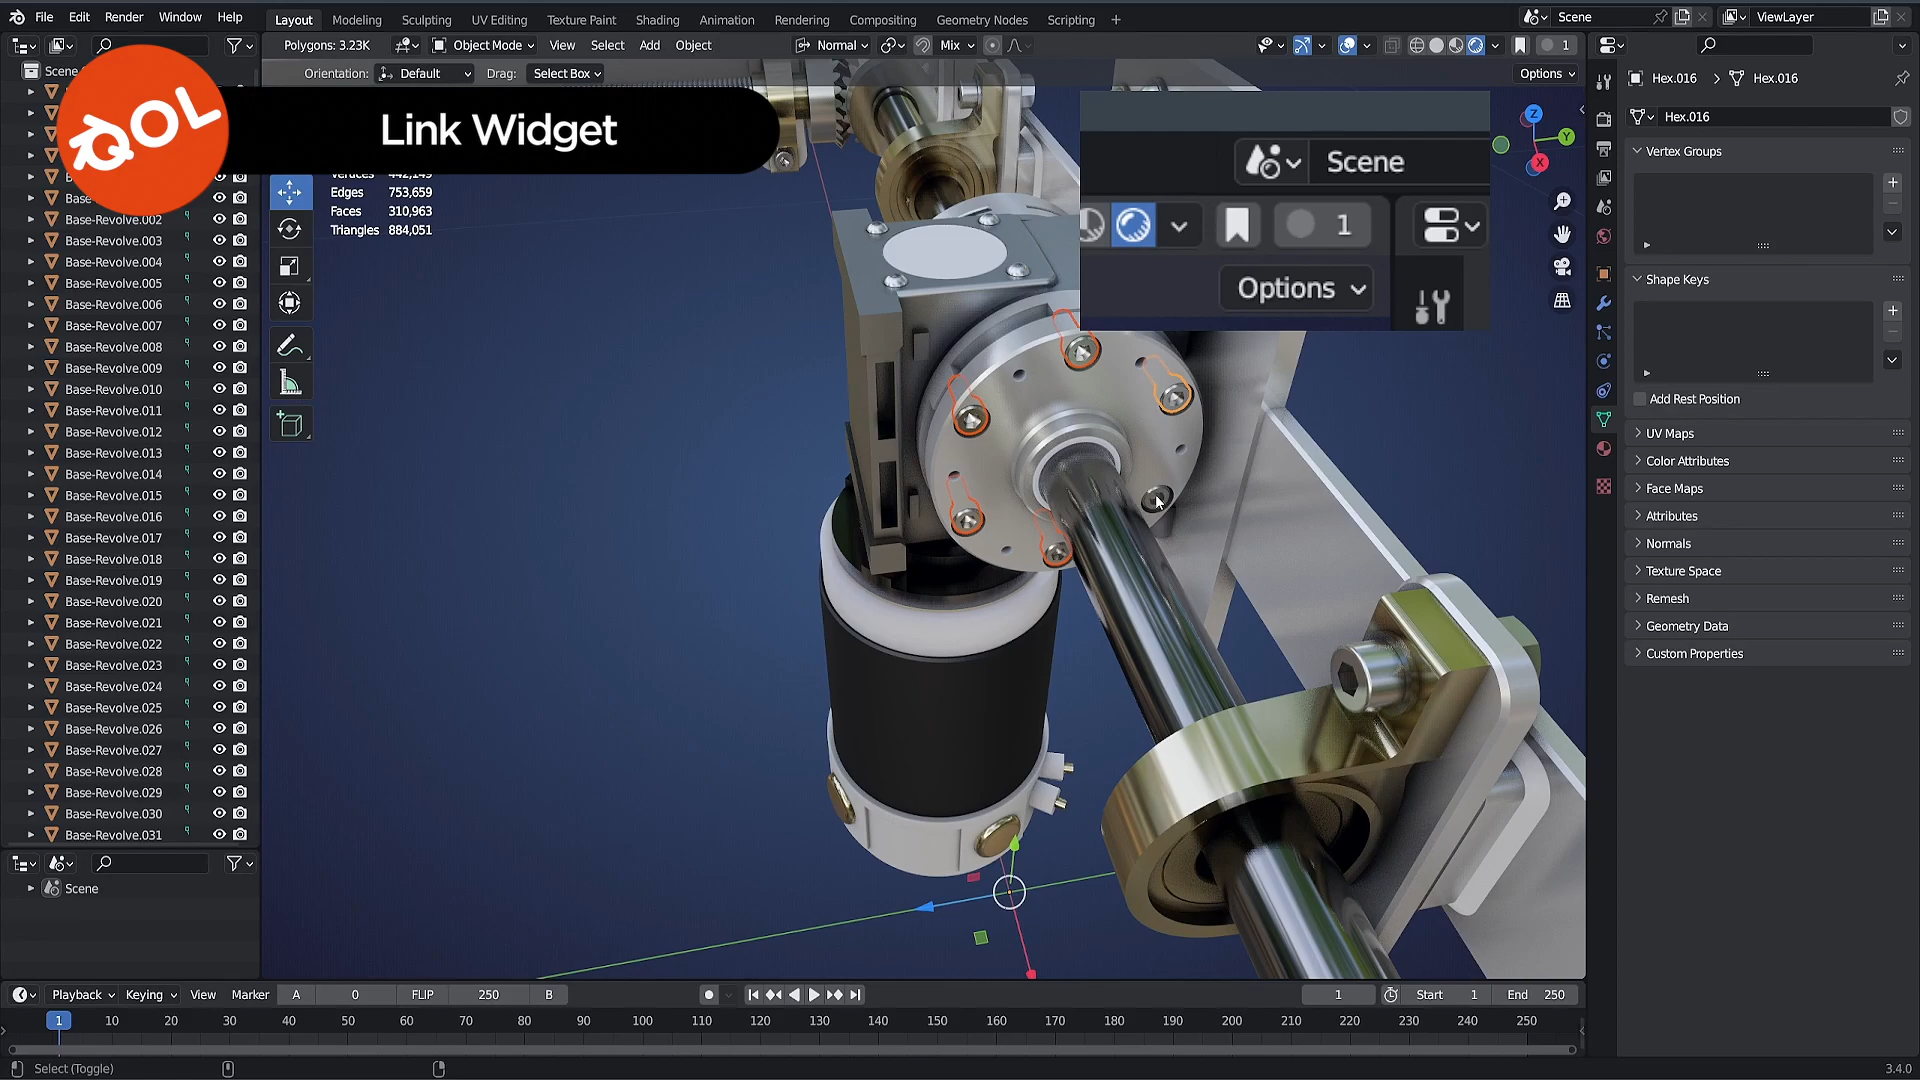 File Edit Render Window Help
Layout Modeling Sculpting UV Editing Texture Paint Shading Animation Rendering Compositing Geometry Nodes Scripting +
Scene
ViewLayer
Polygons: 3.23K
Object Mode View Select Add Object
Normal
Mix
1
Orientation: Default Drag: Select Box
Options
QOL
Link Widget
Scene
1
Options
Edges 753,659
Faces 310,963
Triangles 884,051
Z
Y
X
Scene
Base-Revolve.002
Base-Revolve.003
Base-Revolve.004
Base-Revolve.005
Base-Revolve.006
Base-Revolve.007
Base-Revolve.008
Base-Revolve.009
Base-Revolve.010
Base-Revolve.011
Base-Revolve.012
Base-Revolve.013
Base-Revolve.014
Base-Revolve.015
Base-Revolve.016
Base-Revolve.017
Base-Revolve.018
Base-Revolve.019
Base-Revolve.020
Base-Revolve.021
Base-Revolve.022
Base-Revolve.023
Base-Revolve.024
Base-Revolve.025
Base-Revolve.026
Base-Revolve.027
Base-Revolve.028
Base-Revolve.029
Base-Revolve.030
Base-Revolve.031
Scene
Hex.016 > Hex.016
Hex.016
Vertex Groups
Shape Keys
Add Rest Position
UV Maps
Color Attributes
Face Maps
Attributes
Normals
Texture Space
Remesh
Geometry Data
Custom Properties
Playback Keying View Marker A 0 FLIP 250 B
1 Start 1 End 250
1 10 20 30 40 50 60 70 80 90 100 110 120 130 140 150 160 170 180 190 200 210 220 230 240 250
Select (Toggle)
3.4.0